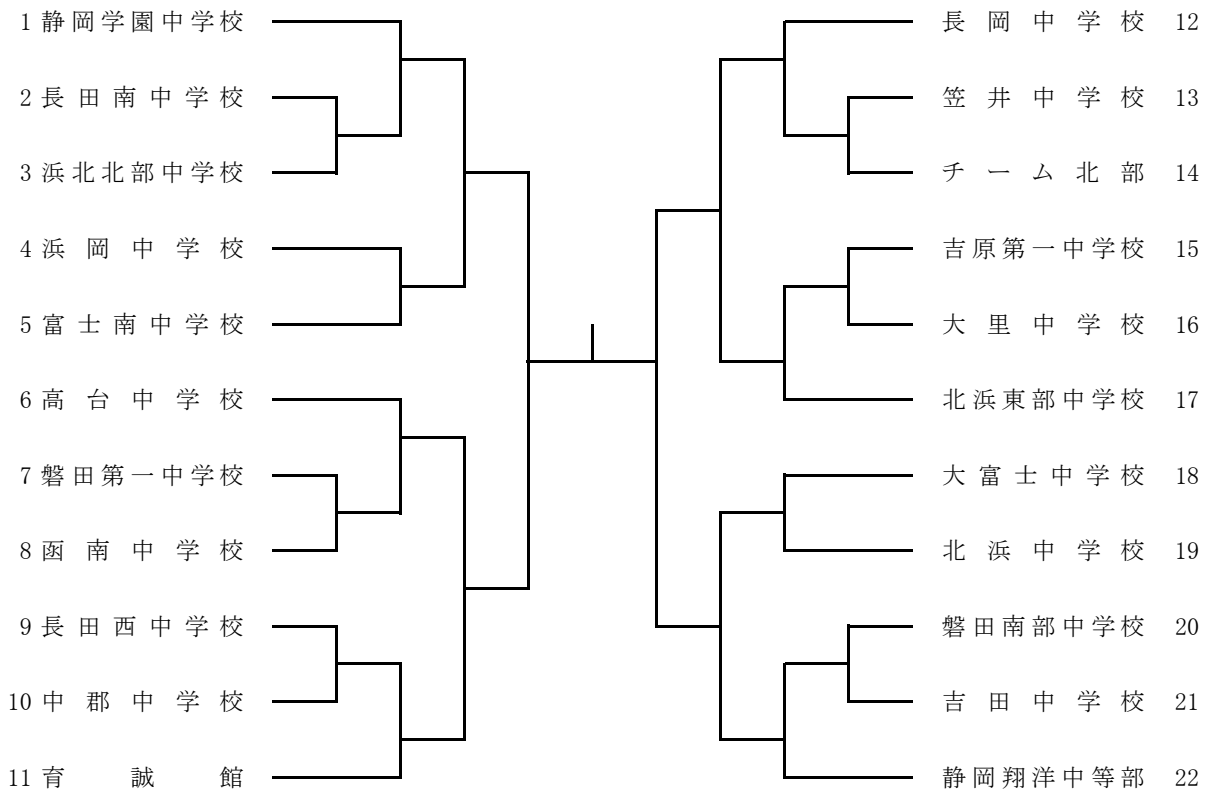 1 静岡学園中学校
2 長田南中学校
3 浜北北部中学校
4 浜岡中学校
5 富士南中学校
6 高台中学校
7 磐田第一中学校
8 函南中学校
9 長田西中学校
10 中郡中学校
11 育誠館
長岡中学校 12
笠井中学校 13
チーム北部 14
吉原第一中学校 15
大里中学校 16
北浜東部中学校 17
大富士中学校 18
北浜中学校 19
磐田南部中学校 20
吉田中学校 21
静岡翔洋中等部 22